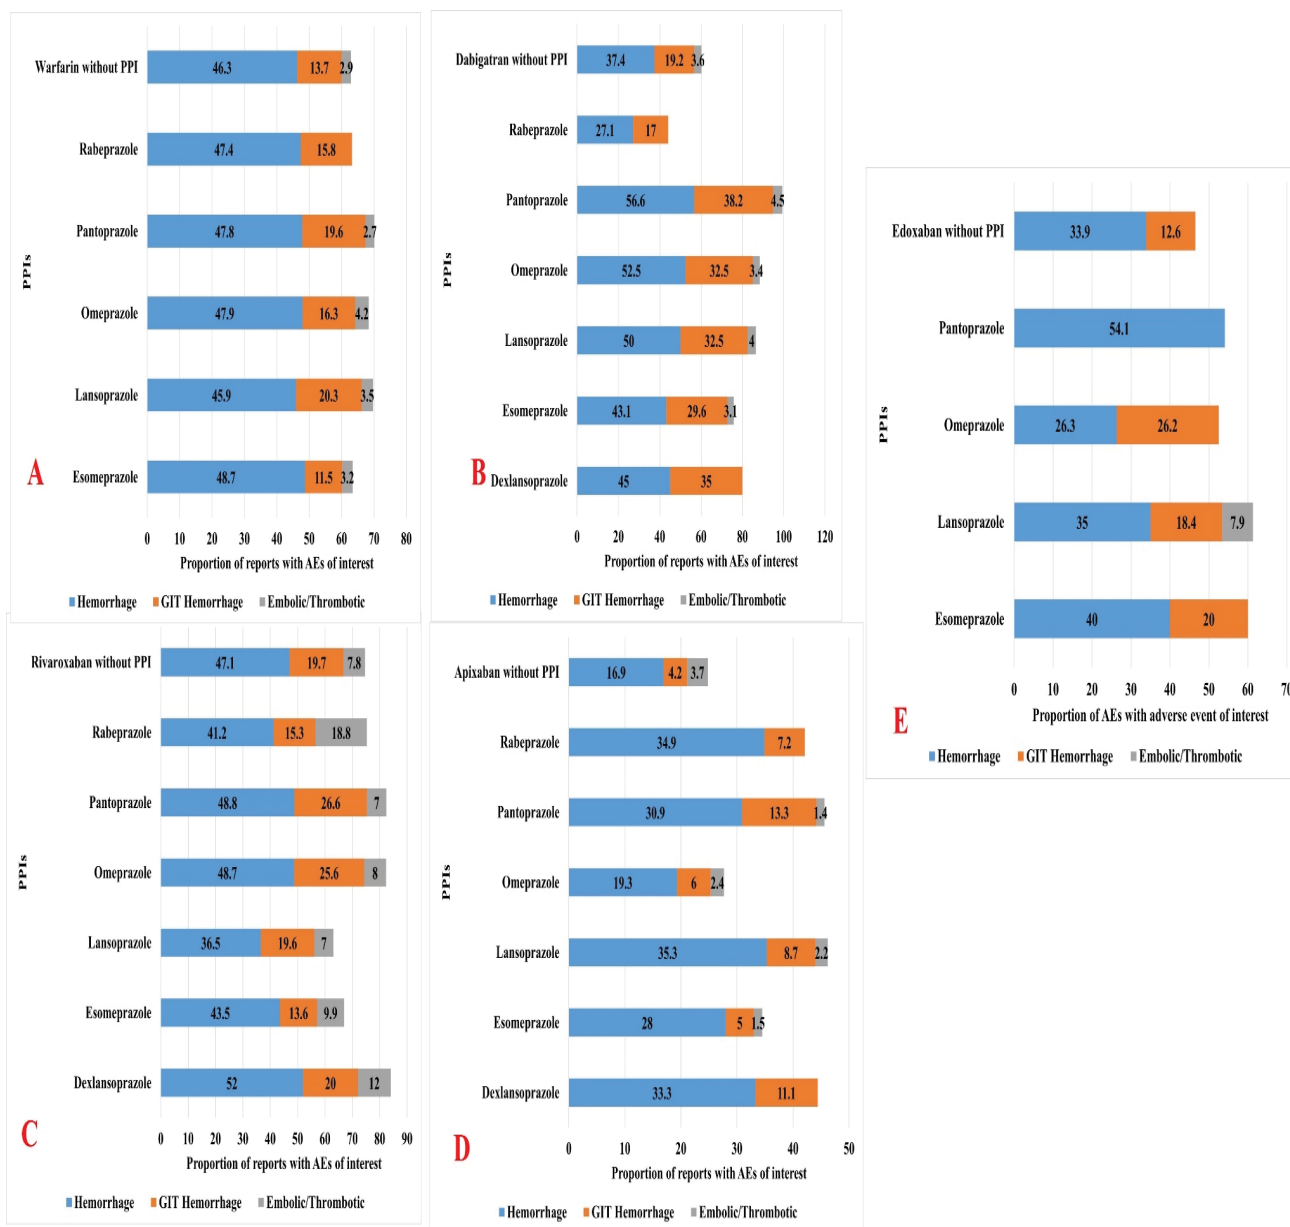 Warfarin without PPI 46.3 13.7 2.9
Rabeprazole 47.4 15.8
Pantoprazole 47.8 19.6 2.7
PPIs
Omeprazole 47.9 16.3 4.2
Lansoprazole 45.9 20.3 3.5
A
Esomeprazole 48.7 11.5 3.2
0 10 20 30 40 50 60 70 80
Proportion of reports with AEs of interest
Hemorrhage GIT Hemorrhage Embolic/Thrombotic
Dabigatran without PPI 37.4 19.2 3.6
Rabeprazole 27.1 17
Pantoprazole 56.6 38.2 4.5
PPIs
Omeprazole 52.5 32.5 3.4
Lansoprazole 50 32.5 4
Esomeprazole 43.1 29.6 3.1
B
Dexlansoprazole 45 35
0 20 40 60 80 100 120
Proportion of reports with AEs of interest
Hemorrhage GIT Hemorrhage Embolic/Thrombotic
Rivaroxaban without PPI 47.1 19.7 7.8
Rabeprazole 41.2 15.3 18.8
Pantoprazole 48.8 26.6 7
PPIs
Omeprazole 48.7 25.6 8
Lansoprazole 36.5 19.6 7
Esomeprazole 43.5 13.6 9.9
Dexlansoprazole 52 20 12
C
0 10 20 30 40 50 60 70 80 90
Proportion of reports with AEs of interest
Hemorrhage GIT Hemorrhage Embolic/Thrombotic
Apixaban without PPI 16.9 4.2 3.7
Rabeprazole 34.9 7.2
Pantoprazole 30.9 13.3 1.4
PPIs
Omeprazole 19.3 6 2.4
Lansoprazole 35.3 8.7 2.2
Esomeprazole 28 5 1.5
Dexlansoprazole 33.3 11.1
D
0 10 20 30 40 50
Proportion of reports with AEs of interest
Hemorrhage GIT Hemorrhage Embolic/Thrombotic
Edoxaban without PPI 33.9 12.6
Pantoprazole 54.1
PPIs
Omeprazole 26.3 26.2
Lansoprazole 35 18.4 7.9
Esomeprazole 40 20
0 10 20 30 40 50 60 70
E
Proportion of AEs with adverse event of interest
Hemorrhage GIT Hemorrhage Embolic/Thrombotic